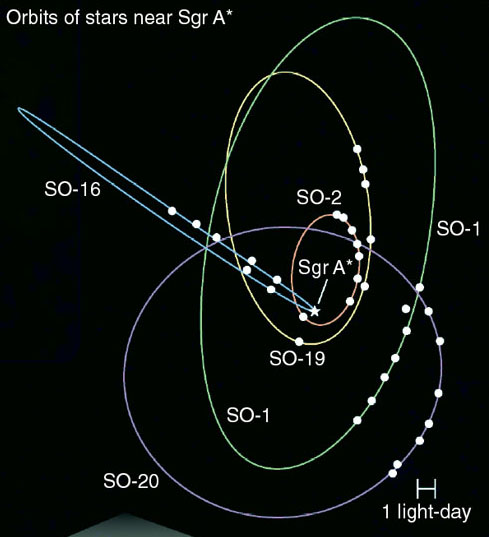 Orbits of stars near Sgr A*
SO-16
SO-2
SO-1
Sgr A*
SO-19
SO-1
SO-20
1 light-day